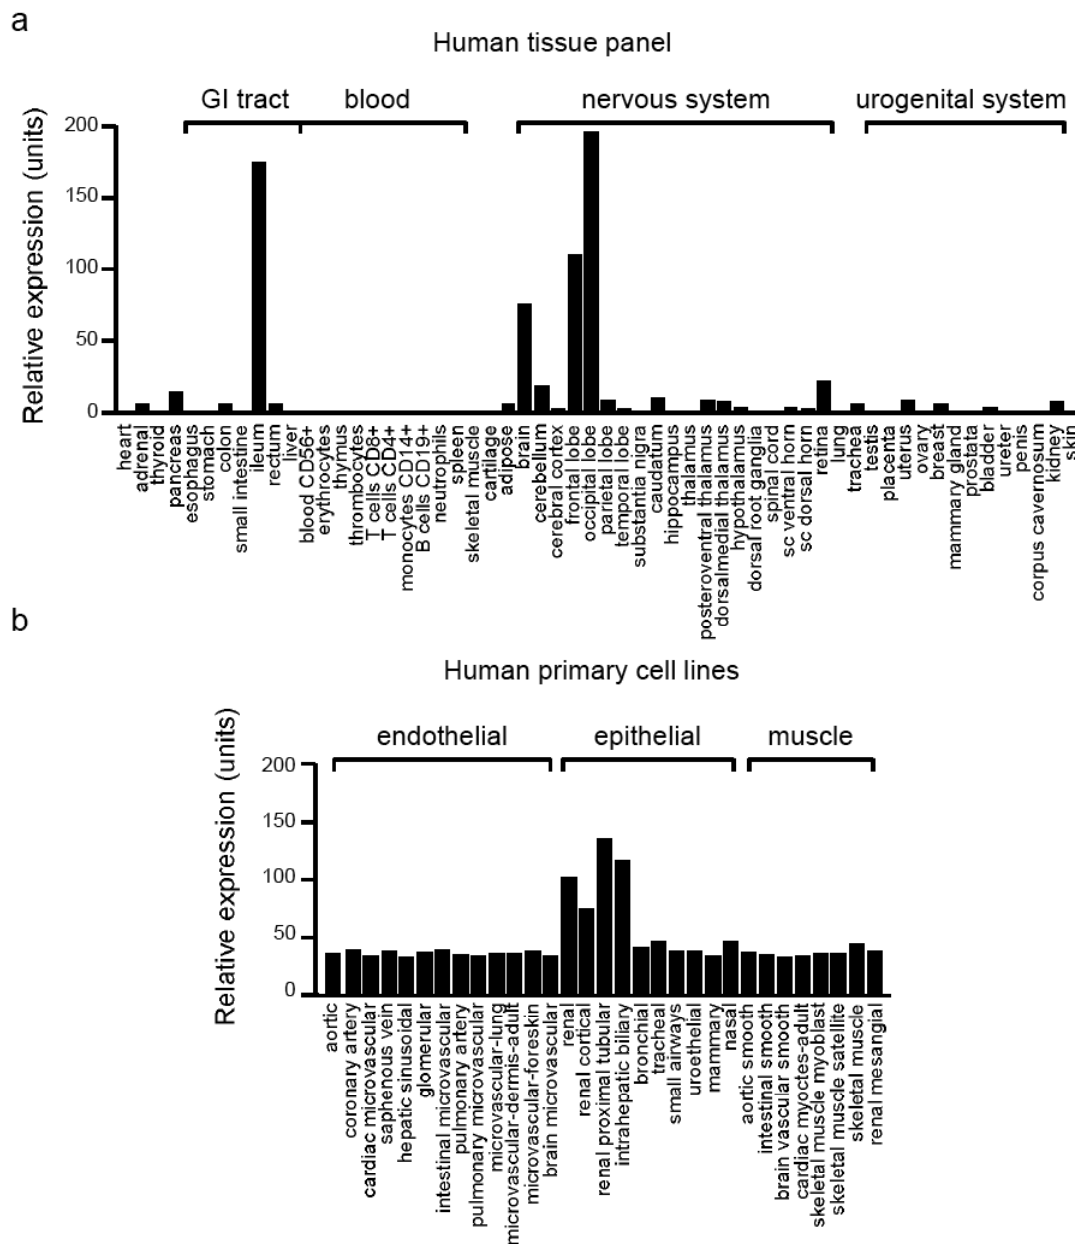 a
Human tissue panel
GI tract blood nervous system urogenital system
Relative expression (units)
200
150
100
50
0
heart
adrenal
thyroid
pancreas
esophagus
stomach
colon
small intestine
ileum
rectum
liver
blood CD56+
erythrocytes
thymus
thrombocytes
T cells CD8+
T cells CD4+
monocytes CD14+
B cells CD19+
neutrophils
spleen
skeletal muscle
cartilage
adipose
brain
cerebellum
cerebral cortex
frontal lobe
occipital lobe
parietal lobe
temporal lobe
substantia nigra
caudatum
hippocampus
thalamus
posteroventral thalamus
dorsalmedial thalamus
hypothalamus
dorsal root ganglia
spinal cord
sc ventral horn
sc dorsal horn
retina
lung
trachea
testis
placenta
uterus
ovary
breast
mammary gland
prostata
bladder
ureter
penis
corpus cavernosum
kidney
skin
b
Human primary cell lines
endothelial epithelial muscle
Relative expression (units)
200
150
100
50
0
aortic
coronary artery
cardiac microvascular
saphenous vein
hepatic sinusoidal
glomerular
intestinal microvascular
pulmonary artery
pulmonary microvascular
microvascular-lung
microvascular-dermis-adult
microvascular-foreskin
brain microvascular
renal
renal cortical
renal proximal tubular
intrahepatic biliary
bronchial
tracheal
small airways
uroethelial
mammary
nasal
aortic smooth
intestinal smooth
brain vascular smooth
cardiac myoctes-adult
skeletal muscle myoblast
skeletal muscle satellite
skeletal muscle
renal mesangial